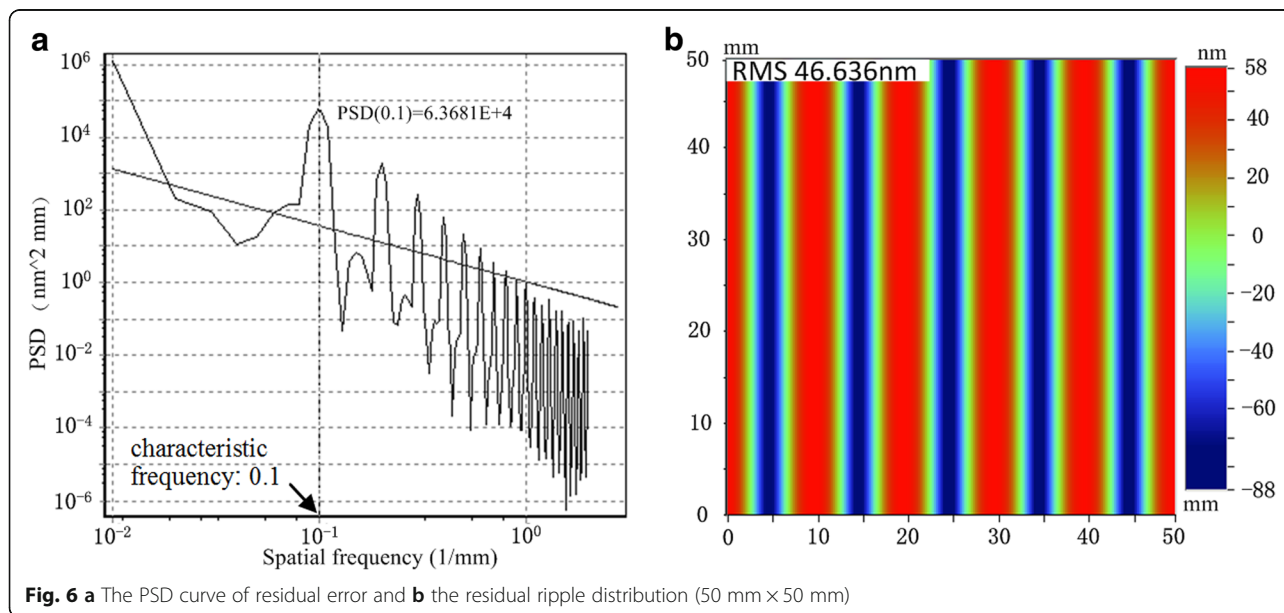 a
10^6
10^4
10^2
10^0
10^-2
10^-4
10^-6
PSD (nm^2 mm)
PSD(0.1)=6.3681E+4
characteristic
frequency: 0.1
10^-2
10^-1
10^0
Spatial frequency (1/mm)
b
mm
50
40
30
20
10
0
RMS 46.636nm
0
10
20
30
40
50
nm
58
40
20
0
-20
-40
-60
-88
mm
Fig. 6 a The PSD curve of residual error and b the residual ripple distribution (50 mm × 50 mm)